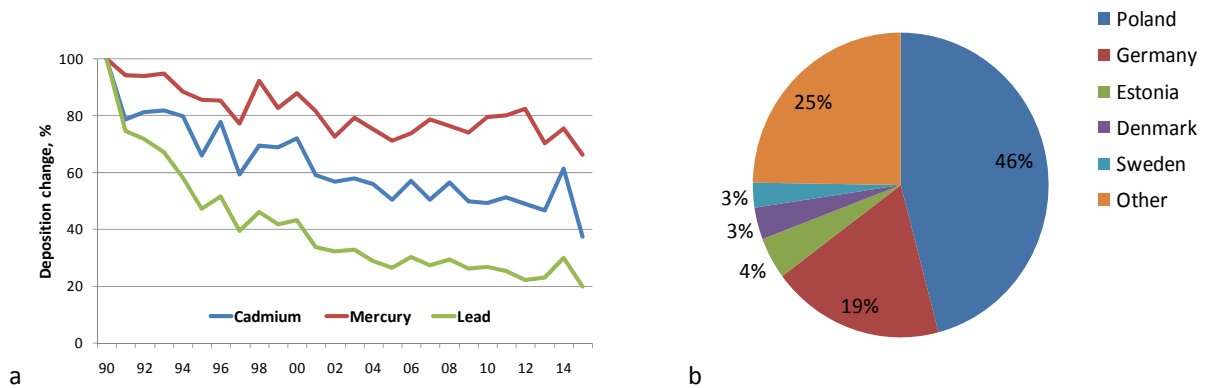 Deposition change, %
100
80
60
40
20
0
Cadmium Mercury Lead
90 92 94 96 98 00 02 04 06 08 10 12 14
a
46%
19%
4%
3%
3%
25%
Poland
Germany
Estonia
Denmark
Sweden
Other
b